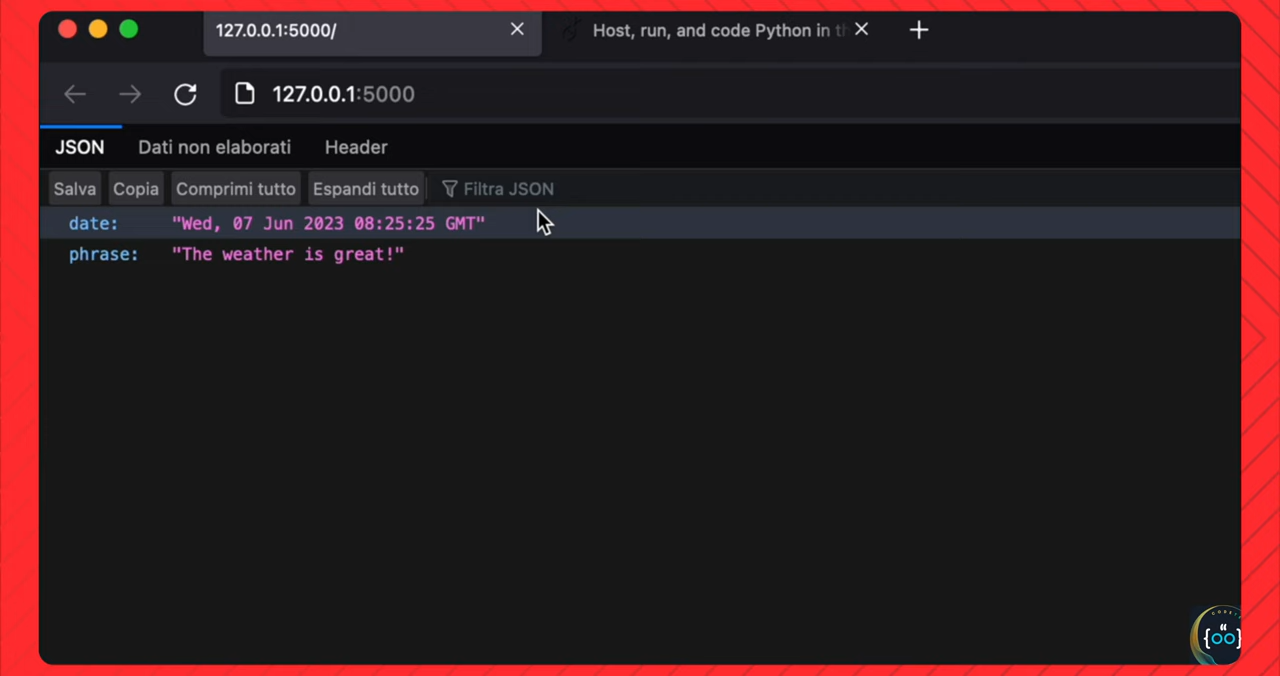 127.0.0.1:5000/
Host, run, and code Python in th
127.0.0.1:5000
JSON Dati non elaborati Header
Salva Copia Comprimi tutto Espandi tutto Filtra JSON
date: "Wed, 07 Jun 2023 08:25:25 GMT"
phrase: "The weather is great!"